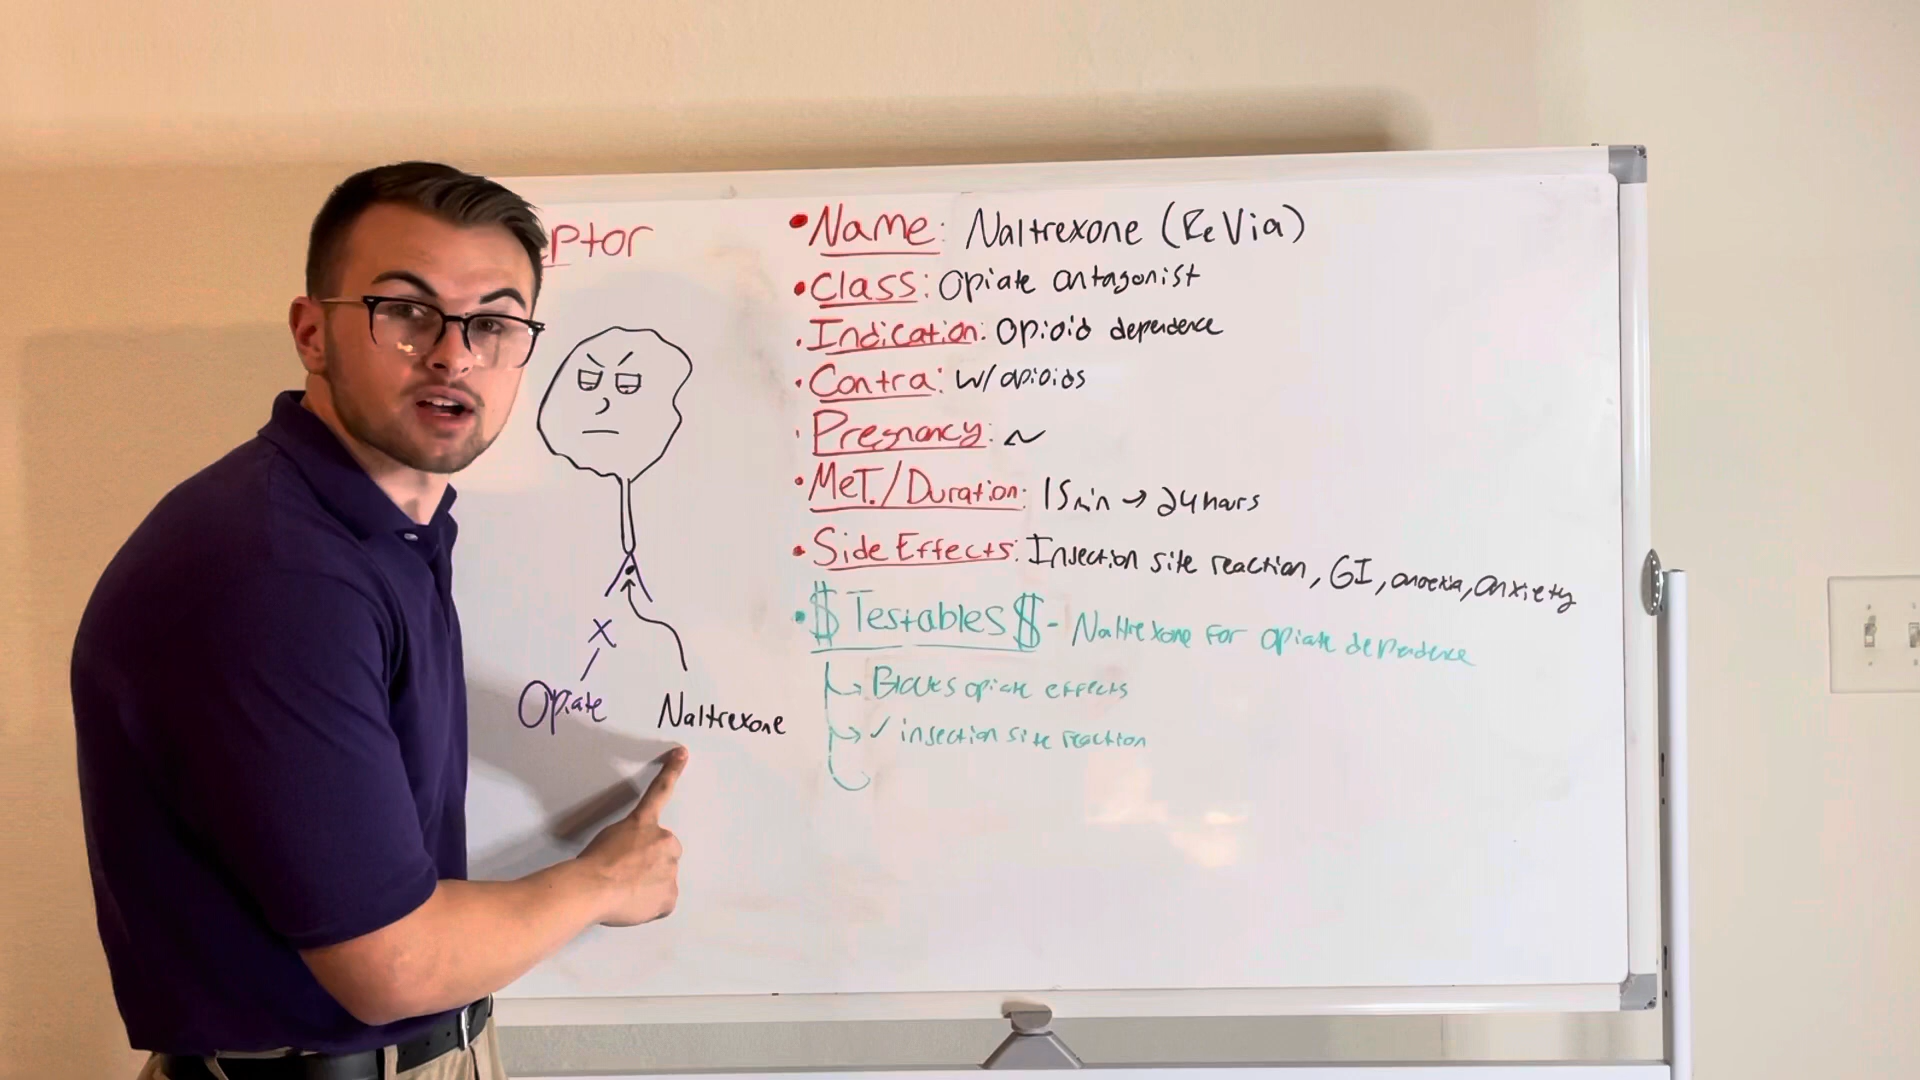 eptor
Opiate
Naltrexone
•Name: Naltrexone (ReVia)
•Class: Opiate antagonist
•Indication: Opioid dependence
•Contra: w/opioids
•Pregnancy: ~
•Met./Duration: 15min → 24hours
•Side Effects: Injection site reaction, GI, anorexia, anxiety
•$Testables$ - Naltrexone for opiate dependence
↳ Blocks opiate effects
↳ ✓ injection site reaction